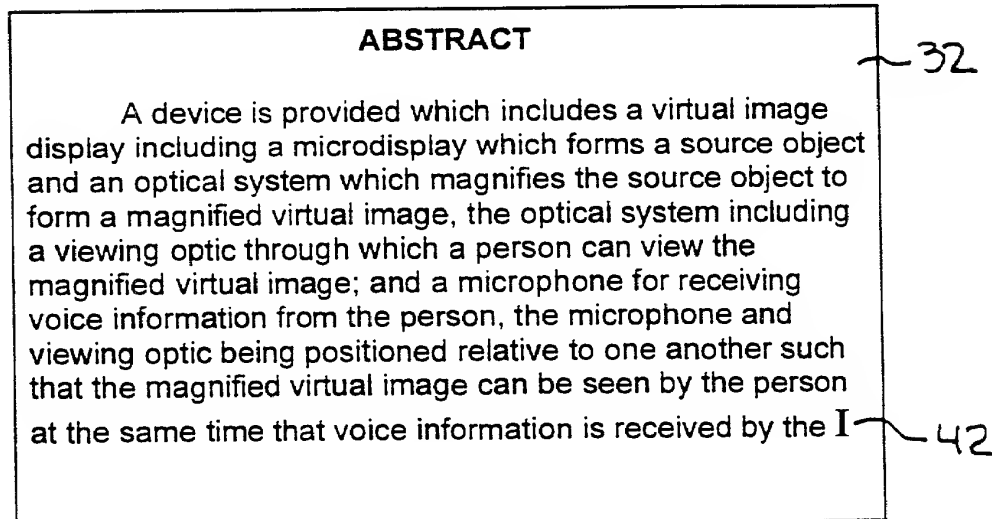 ABSTRACT
32
A device is provided which includes a virtual image
display including a microdisplay which forms a source object
and an optical system which magnifies the source object to
form a magnified virtual image, the optical system including
a viewing optic through which a person can view the
magnified virtual image; and a microphone for receiving
voice information from the person, the microphone and
viewing optic being positioned relative to one another such
that the magnified virtual image can be seen by the person
at the same time that voice information is received by the I
42